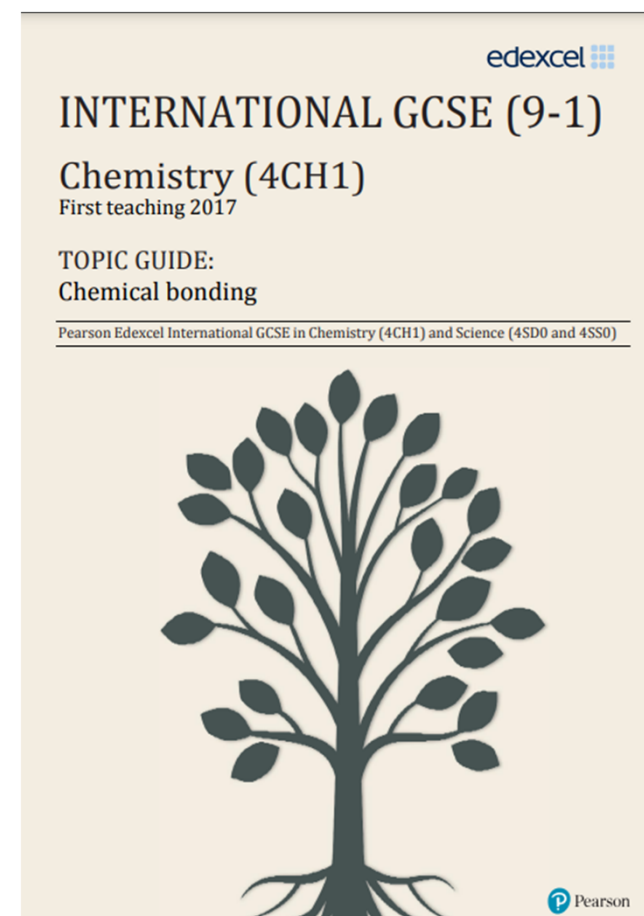 edexcel
INTERNATIONAL GCSE (9-1)
Chemistry (4CH1)
First teaching 2017
TOPIC GUIDE:
Chemical bonding
Pearson Edexcel International GCSE in Chemistry (4CH1) and Science (4SD0 and 4SS0)
P Pearson